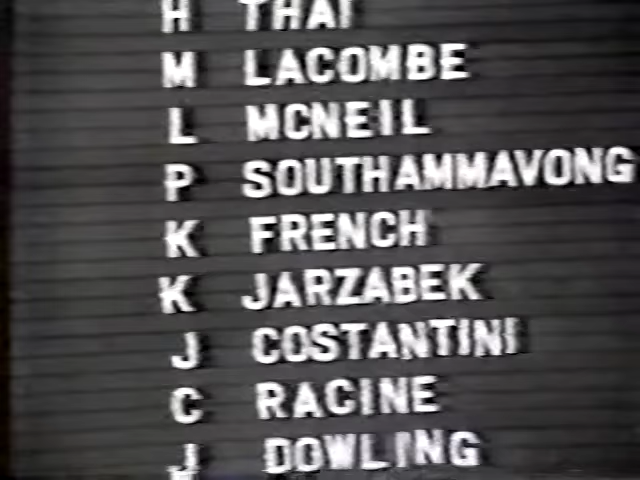 H THAI
M LACOMBE
L MCNEIL
P SOUTHAMMAVONG
K FRENCH
K JARZABEK
J COSTANTINI
C RACINE
J DOWLING